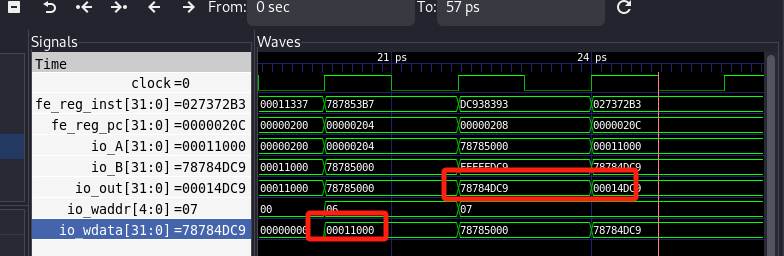 From: 0 sec To: 57 ps
Signals Waves
Time 21 ps 24 ps
clock =0
fe_reg_inst[31:0] =027372B3 00011337 787853B7 DC938393 027372B3
fe_reg_pc[31:0] =0000020C 00000200 00000204 00000208 0000020C
io_A[31:0] =00011000 00000200 00000204 78785000 00011000
io_B[31:0] =78784DC9 00011000 78785000 FFFFFDC9 78784DC9
io_out[31:0] =00014DC9 00011000 78785000 78784DC9 00014DC9
io_waddr[4:0] =07 00 06 07
io_wdata[31:0] =78784DC9 00000000 00011000 78785000 78784DC9